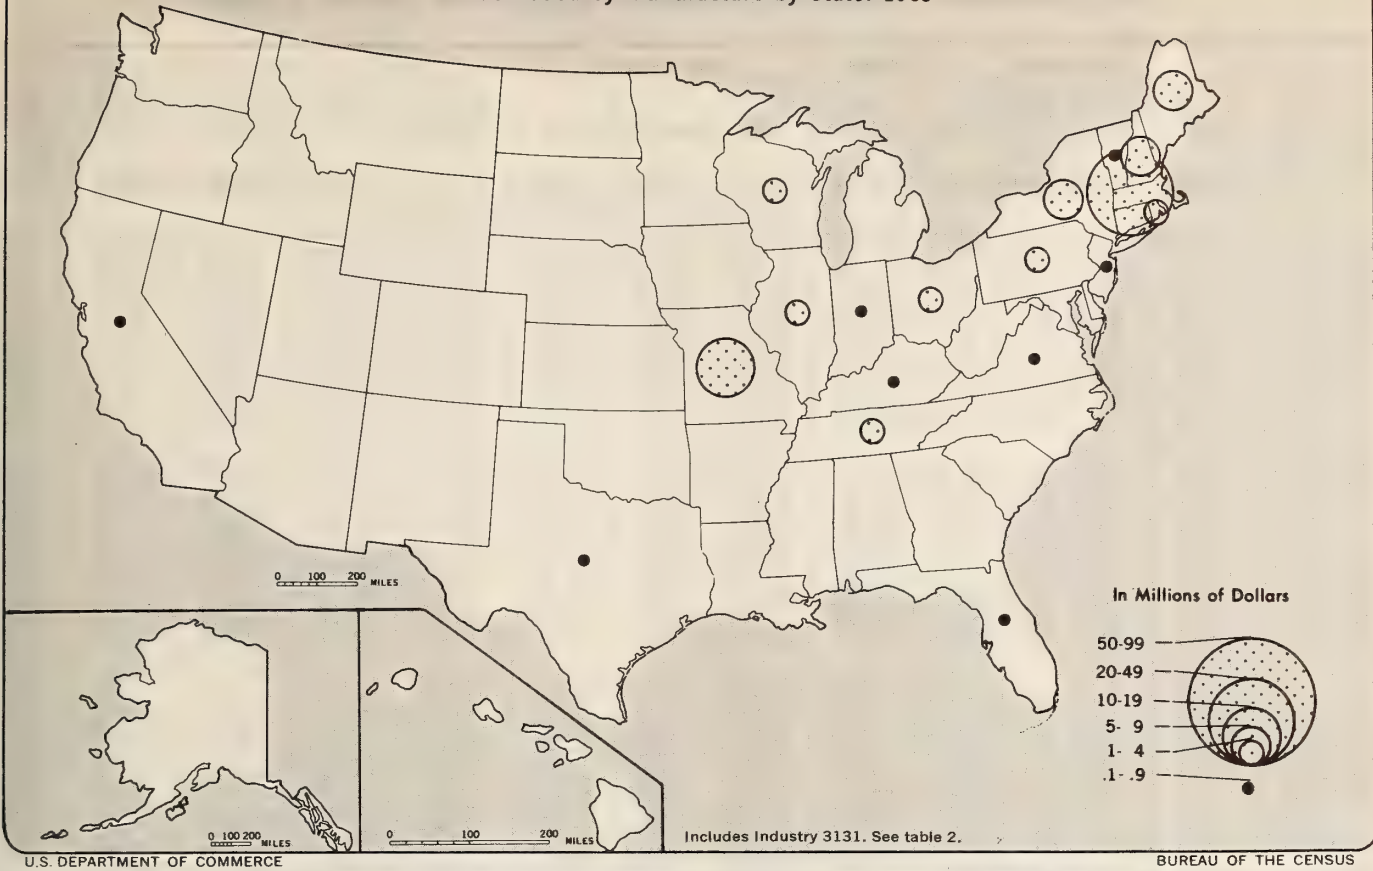 by State:
0 100 200 MILES
In Millions of Dollars
50-99
20-49
10-19
5- 9
1- 4
.1- .9
0 100 200 MILES
0 100 200 MILES
Includes Industry 3131. See table 2.
U.S. DEPARTMENT OF COMMERCE
BUREAU OF THE CENSUS